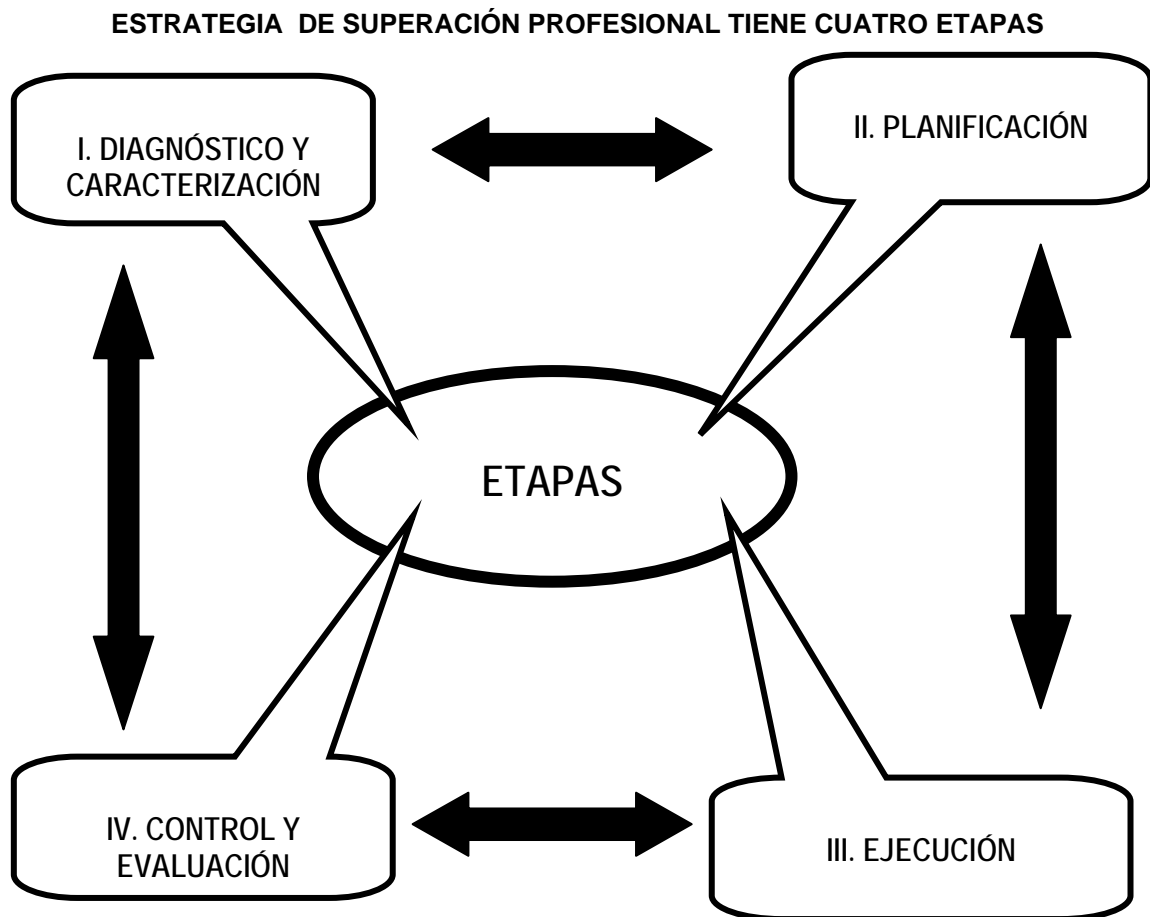 ESTRATEGIA  DE SUPERACIÓN PROFESIONAL TIENE CUATRO ETAPAS
I. DIAGNÓSTICO Y
CARACTERIZACIÓN
II. PLANIFICACIÓN
ETAPAS
IV. CONTROL Y
EVALUACIÓN
III. EJECUCIÓN